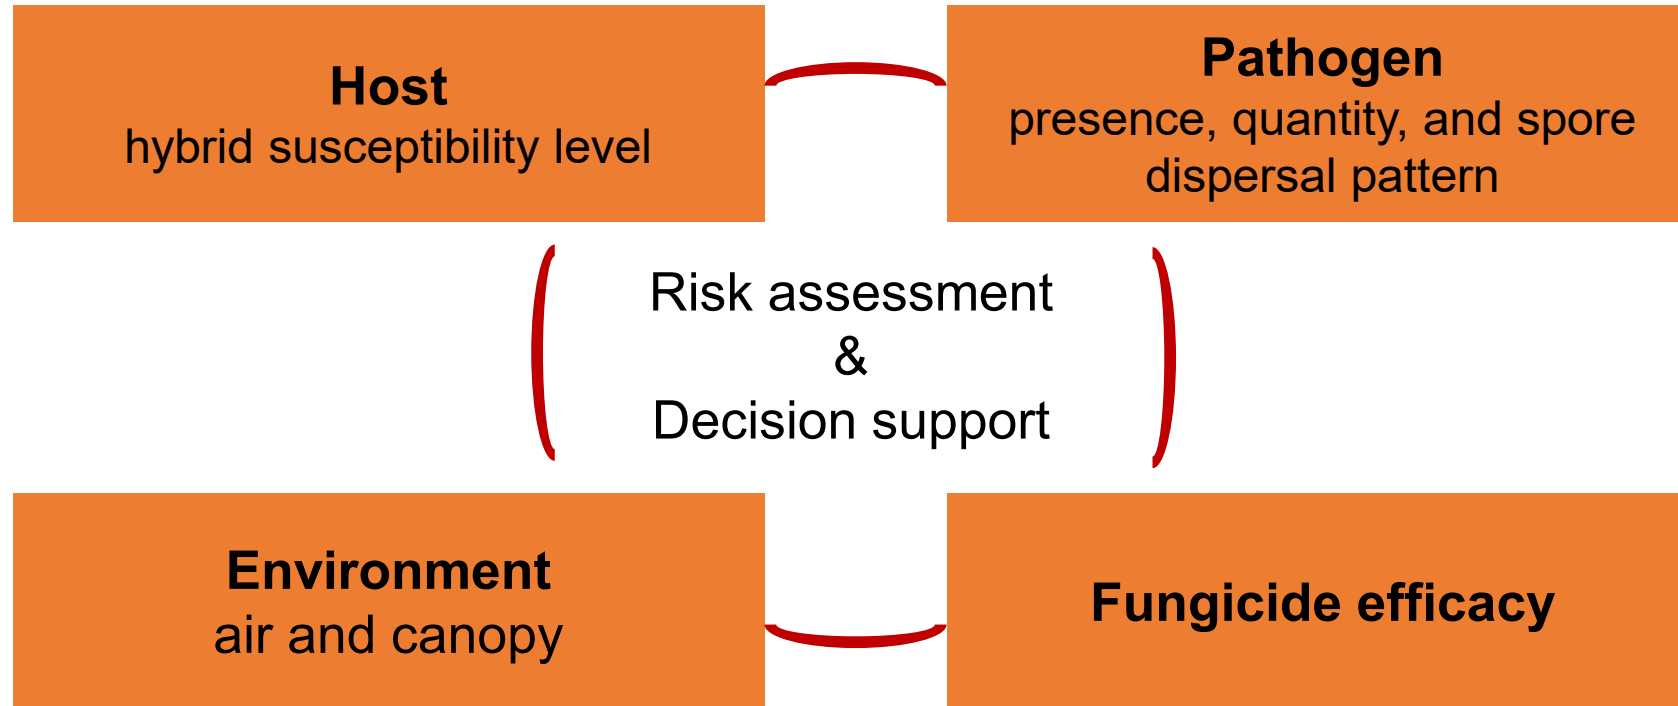 Host
hybrid susceptibility level
Pathogen
presence, quantity, and spore
dispersal pattern
Risk assessment
&
Decision support
Environment
air and canopy
Fungicide efficacy